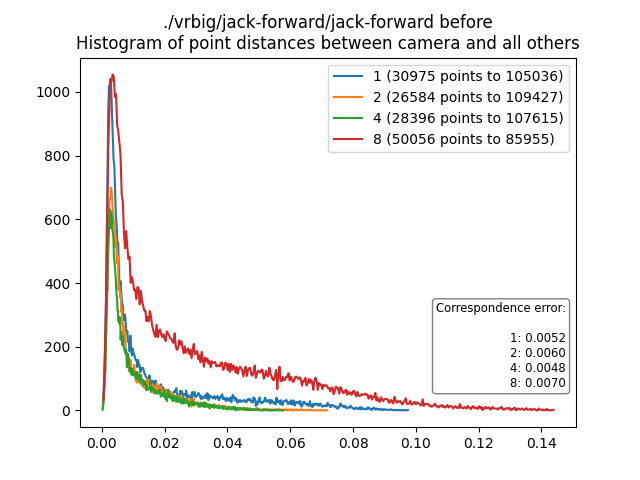 ./vrbig/jack-forward/jack-forward before
Histogram of point distances between camera and all others
1 (30975 points to 105036)
2 (26584 points to 109427)
4 (28396 points to 107615)
8 (50056 points to 85955)
1000
800
600
400
200
0
Correspondence error:
1: 0.0052
2: 0.0060
4: 0.0048
8: 0.0070
0.00 0.02 0.04 0.06 0.08 0.10 0.12 0.14